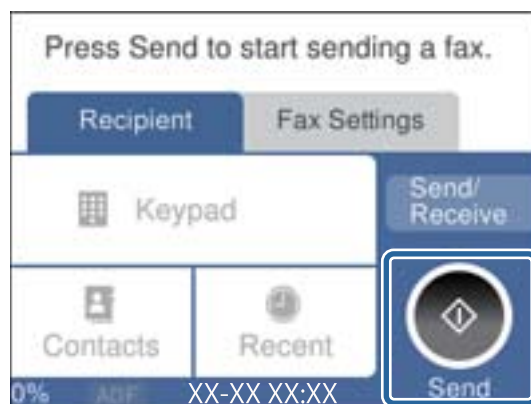 Press Send to start sending a fax.
Recipient
Fax Settings
Keypad
Send/
Receive
Contacts
Recent
Send
0%
ADF
XX-XX XX:XX